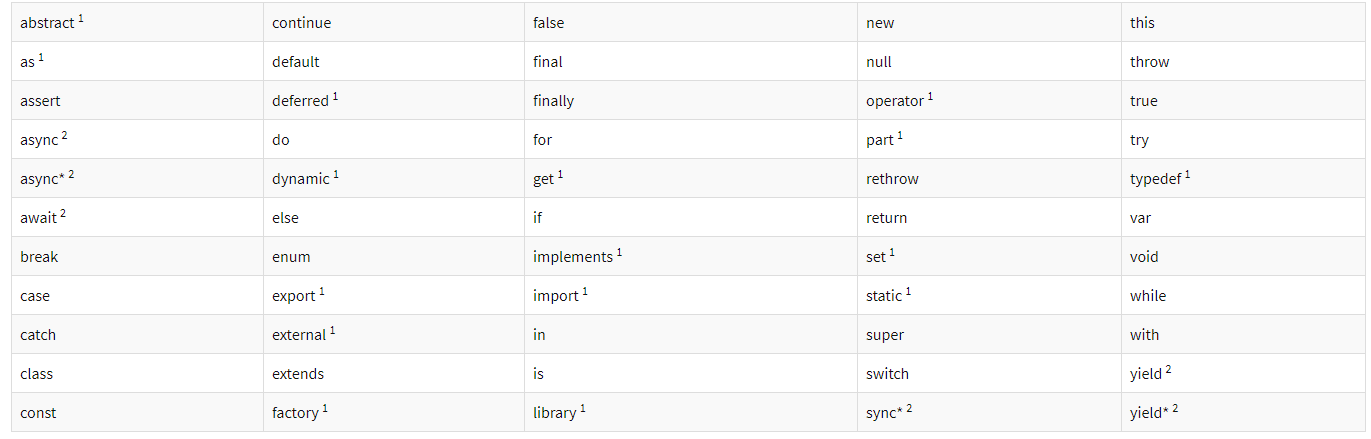 abstract 1 continue false new this
as 1 default final null throw
assert deferred 1 finally operator 1 true
async 2 do for part 1 try
async* 2 dynamic 1 get 1 rethrow typedef 1
await 2 else if return var
break enum implements 1 set 1 void
case export 1 import 1 static 1 while
catch external 1 in super with
class extends is switch yield 2
const factory 1 library 1 sync* 2 yield* 2